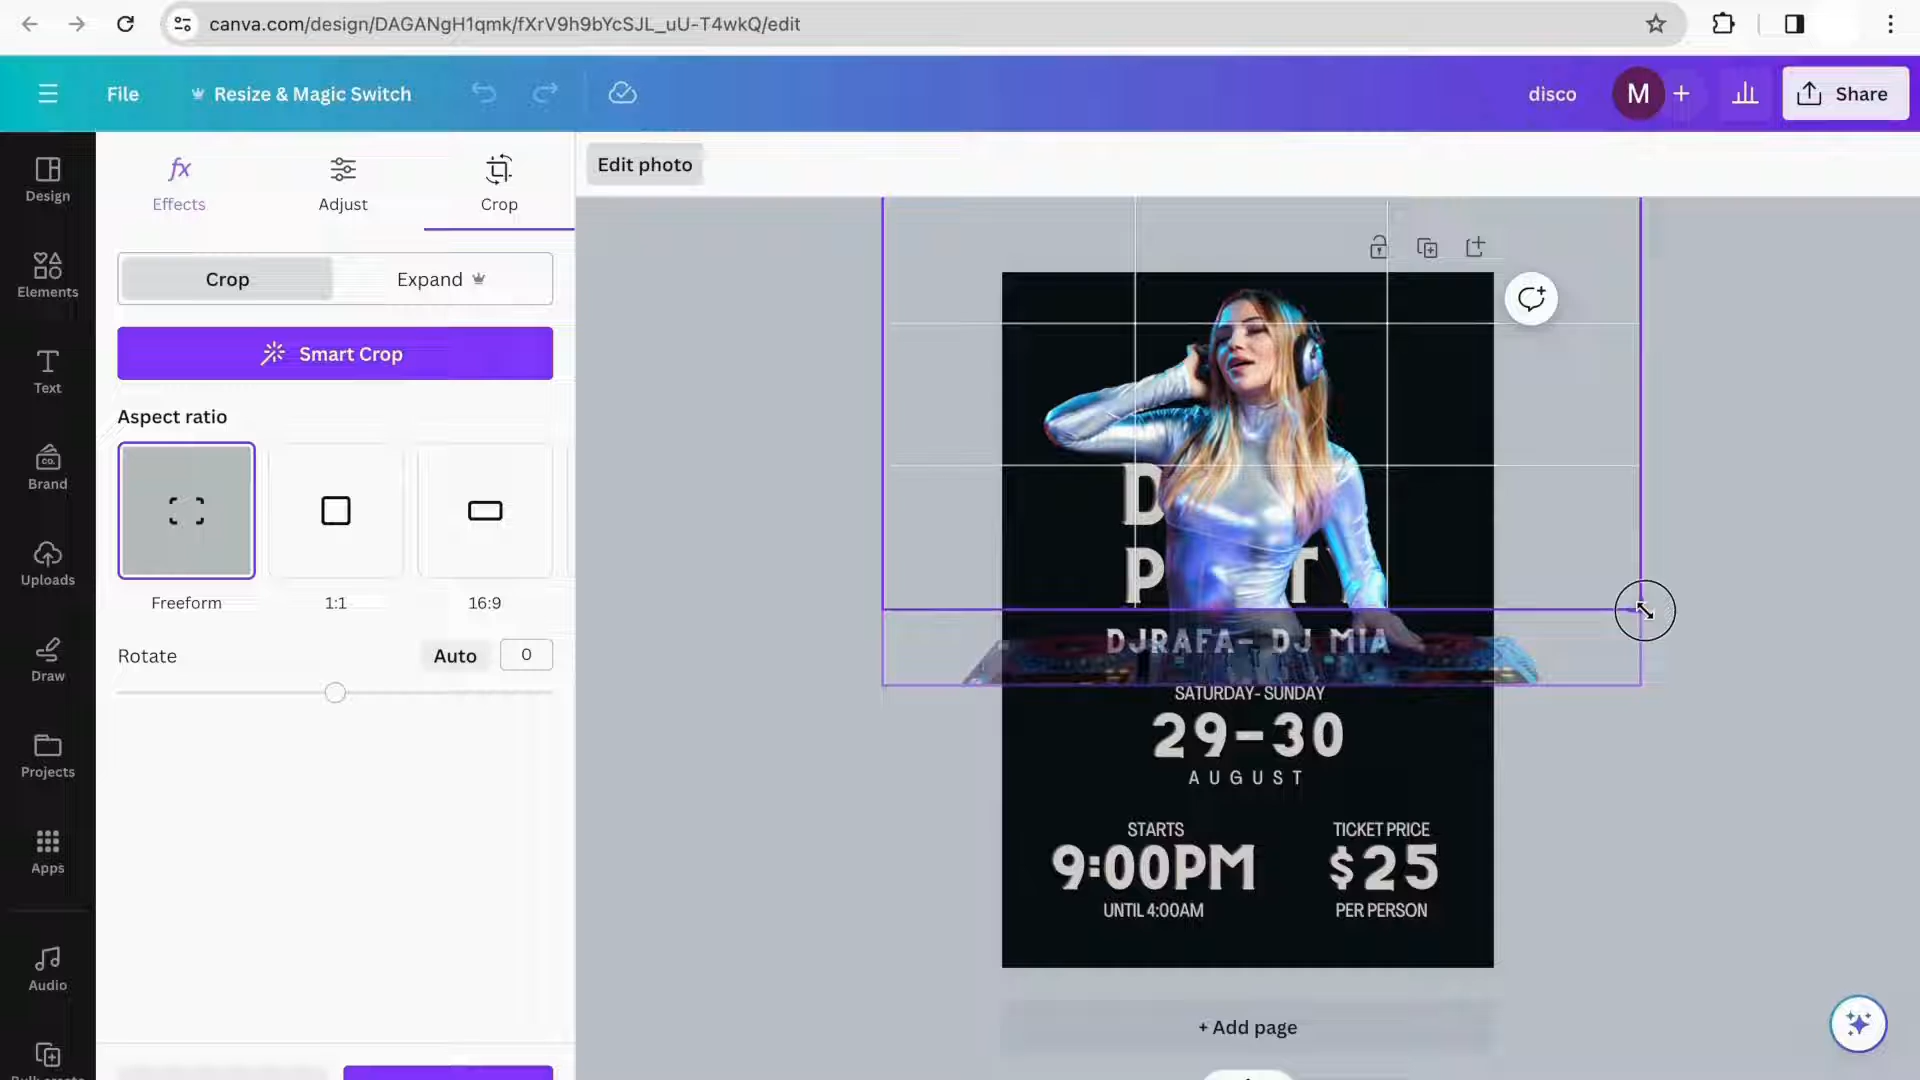 canva.com/design/DAGANgH1qmk/fXrV9h9bYcSJL_uU-T4wkQ/edit
File
Resize & Magic Switch
disco
M
+
Share
Design
Elements
Text
CO.
Brand
Uploads
Draw
Projects
Apps
Audio
fx
Effects
Adjust
Crop
Crop
Expand
Smart Crop
Aspect ratio
Freeform
1:1
16:9
Rotate
Auto
0
Edit photo
D
P T
DJRAFA- DJ MIA
SATURDAY- SUNDAY
29-30
AUGUST
STARTS
9:00PM
UNTIL 4:00AM
TICKET PRICE
$25
PER PERSON
+ Add page